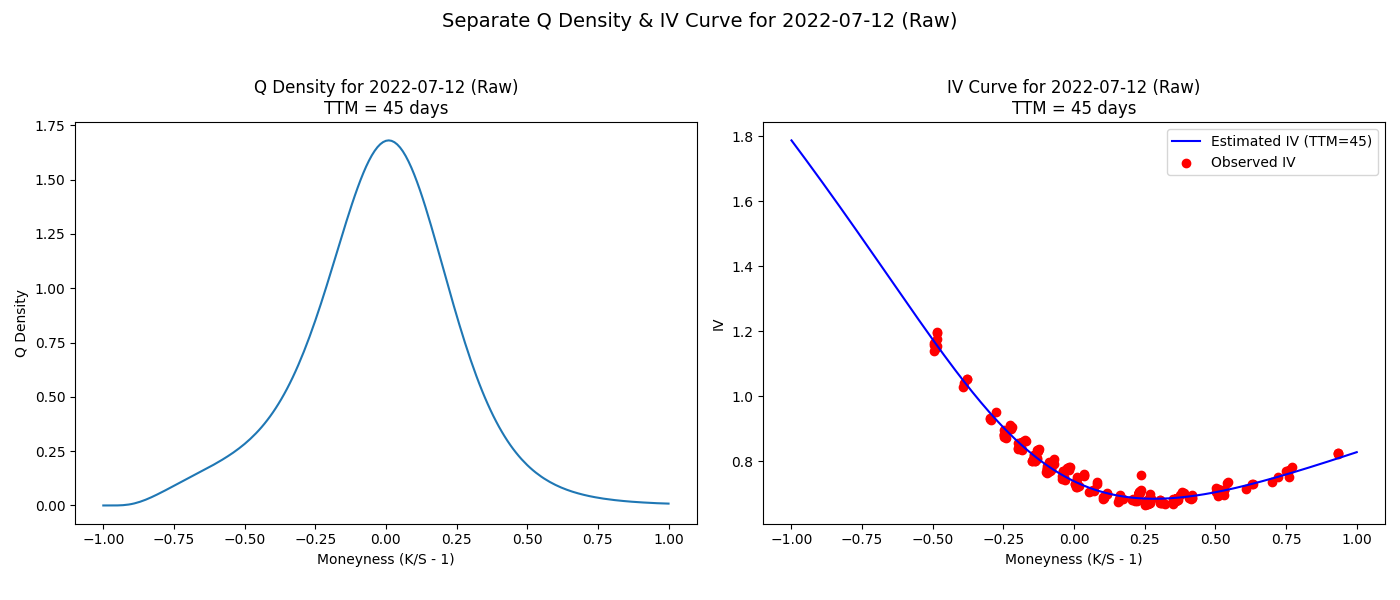 Separate Q Density & IV Curve for 2022-07-12 (Raw)
Q Density for 2022-07-12 (Raw)
TTM = 45 days
1.75
1.50
1.25
1.00
0.75
0.50
0.25
0.00
Q Density
−1.00
−0.75
−0.50
−0.25
0.00
0.25
0.50
0.75
1.00
Moneyness (K/S - 1)
IV Curve for 2022-07-12 (Raw)
TTM = 45 days
Estimated IV (TTM=45)
Observed IV
1.8
1.6
1.4
1.2
1.0
0.8
IV
−1.00
−0.75
−0.50
−0.25
0.00
0.25
0.50
0.75
1.00
Moneyness (K/S - 1)